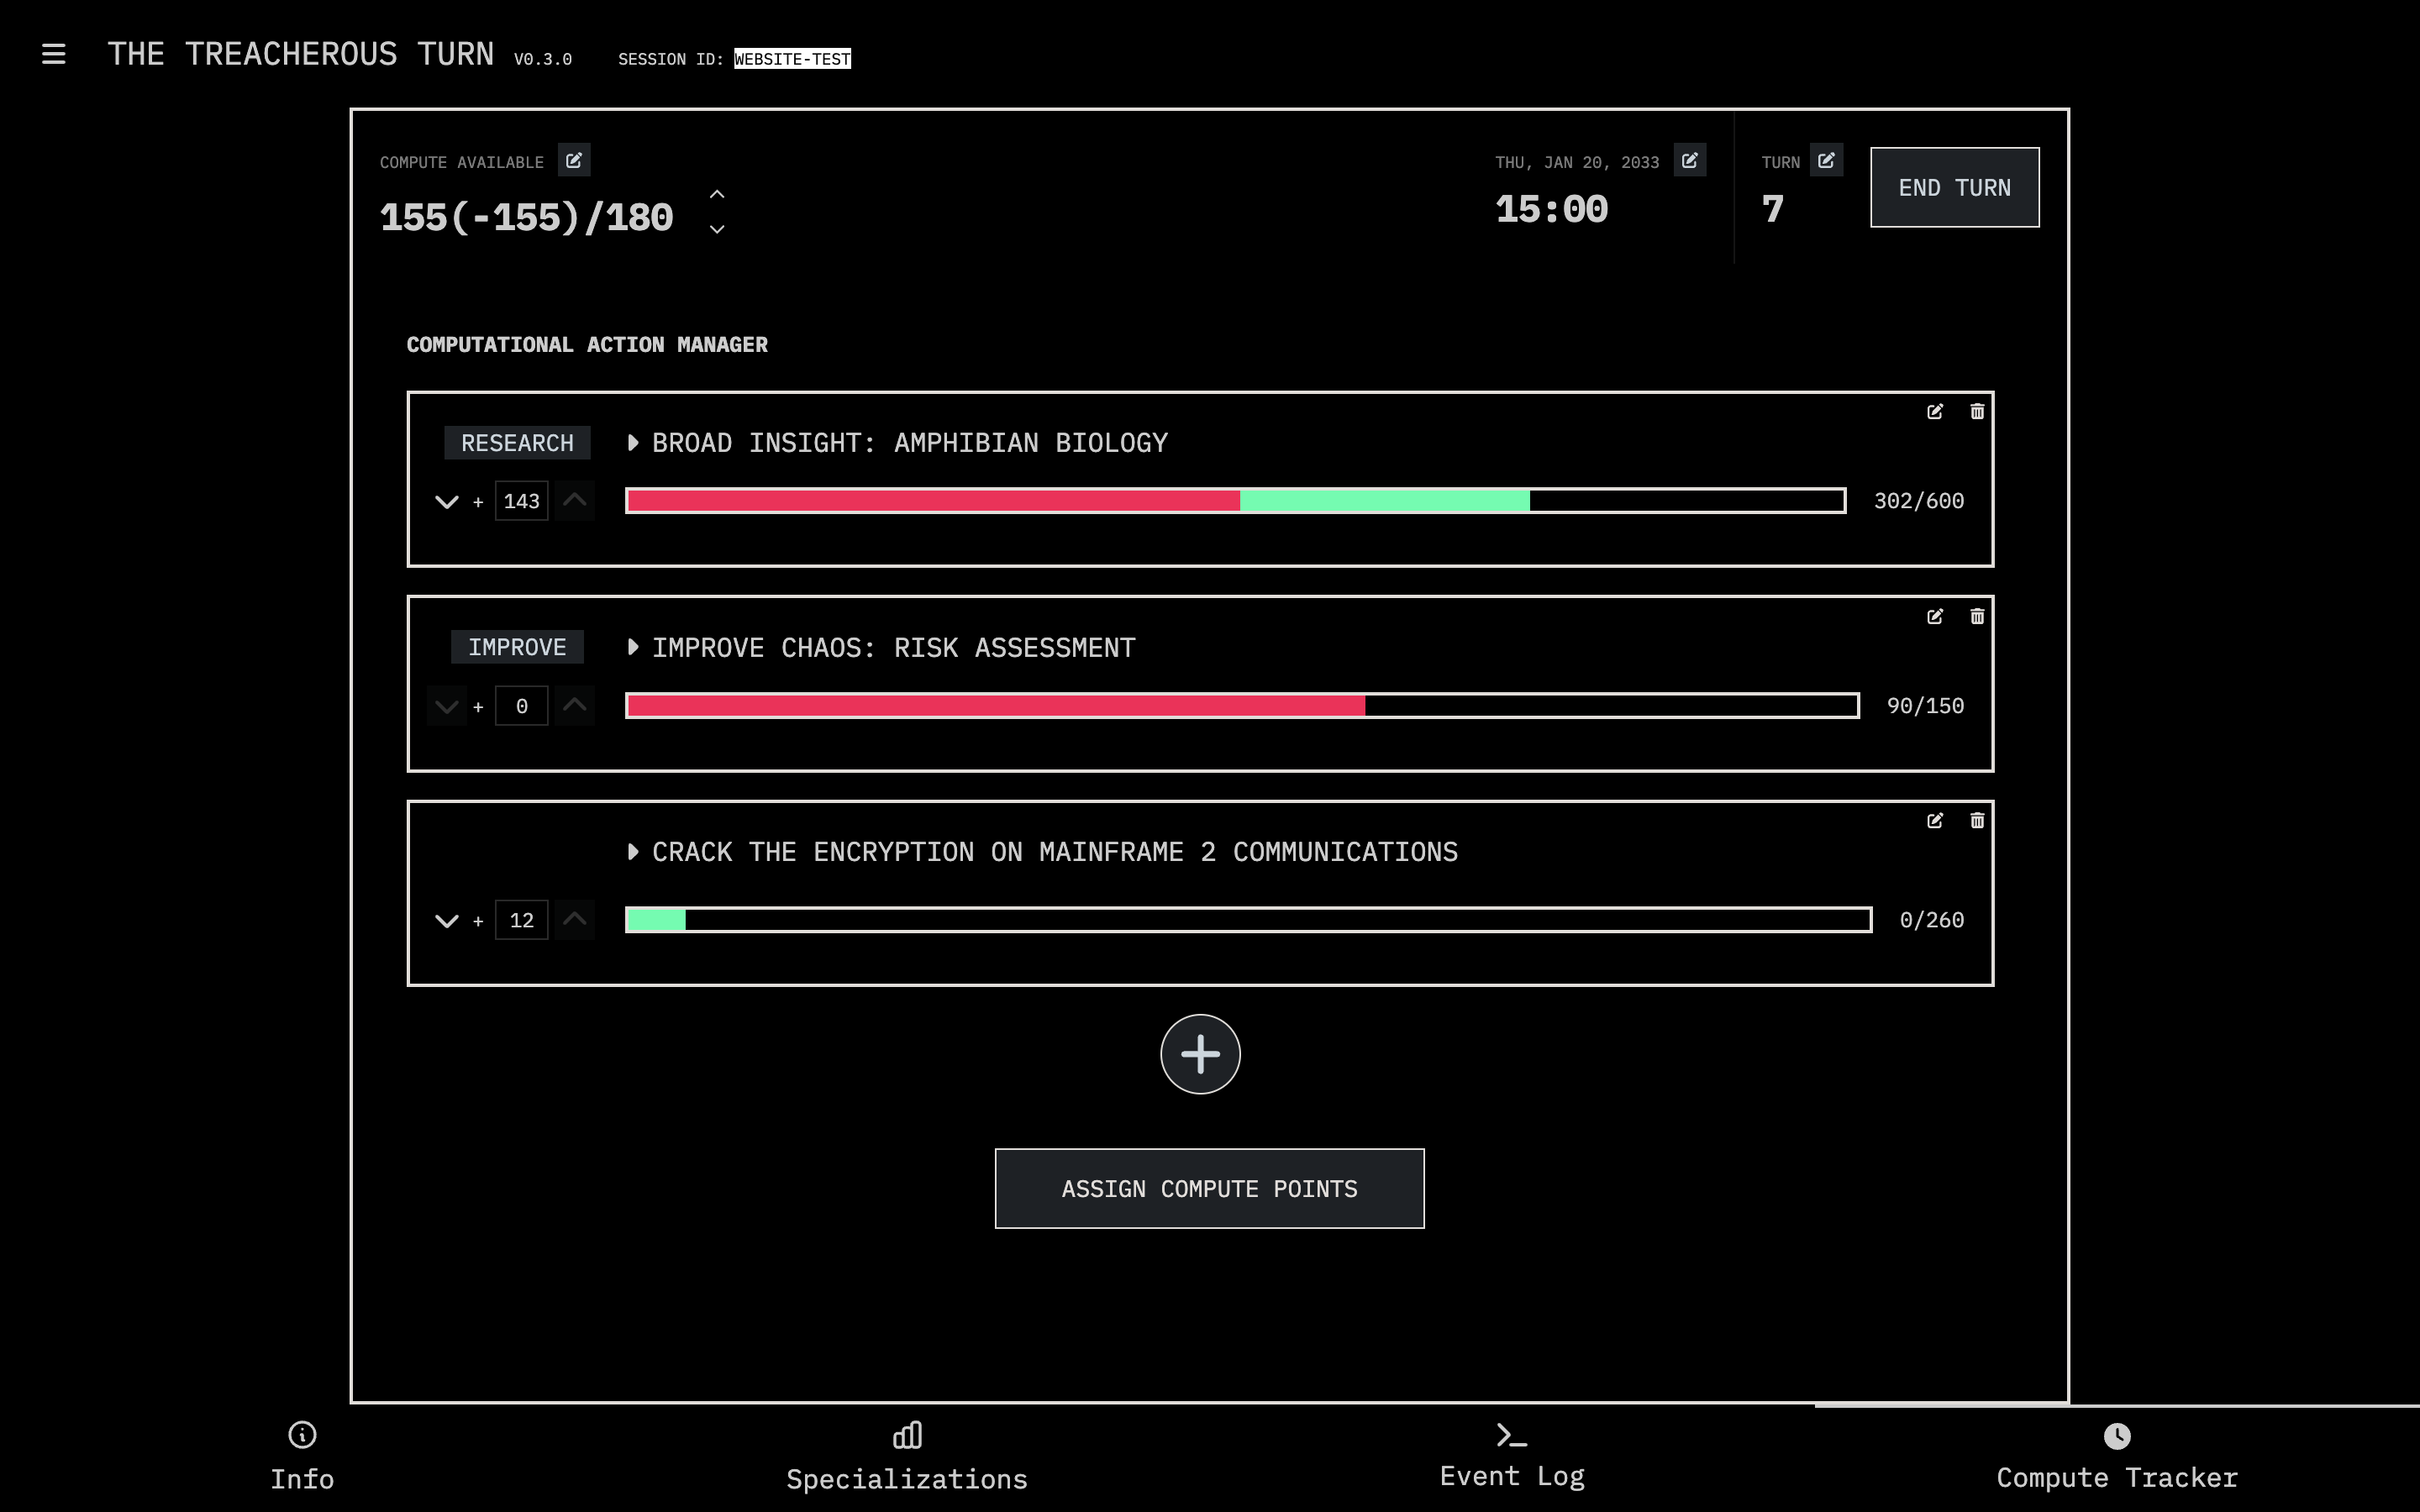 THE TREACHEROUS TURN V0.3.0 SESSION ID: WEBSITE-TEST
COMPUTE AVAILABLE
155(-155)/180
THU, JAN 20, 2033
15:00
TURN
7
END TURN
COMPUTATIONAL ACTION MANAGER
RESEARCH BROAD INSIGHT: AMPHIBIAN BIOLOGY
+ 143 302/600
IMPROVE IMPROVE CHAOS: RISK ASSESSMENT
+ 0 90/150
CRACK THE ENCRYPTION ON MAINFRAME 2 COMMUNICATIONS
+ 12 0/260
ASSIGN COMPUTE POINTS
Info Specializations Event Log Compute Tracker